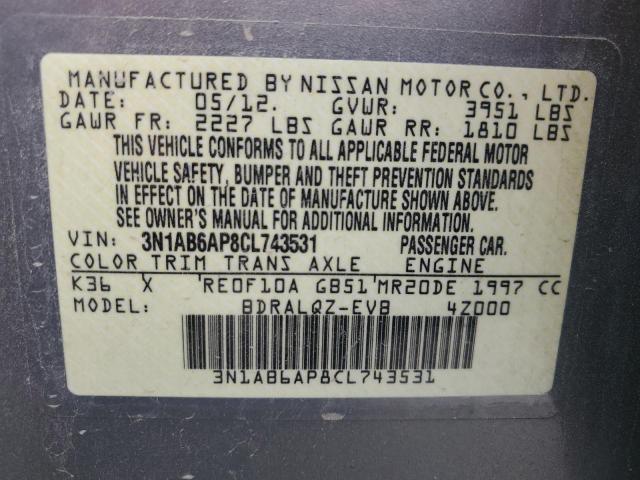 MANUFACTURED BY NISSAN MOTOR CO., LTD.
DATE: 05/12. GVWR: 3951 LBS
GAWR FR: 2227 LBS GAWR RR: 1810 LBS
THIS VEHICLE CONFORMS TO ALL APPLICABLE FEDERAL MOTOR
VEHICLE SAFETY, BUMPER AND THEFT PREVENTION STANDARDS
IN EFFECT ON THE DATE OF MANUFACTURE SHOWN ABOVE.
SEE OWNER'S MANUAL FOR ADDITIONAL INFORMATION.
VIN: 3N1AB6AP8CL743531 PASSENGER CAR.
COLOR TRIM TRANS AXLE ENGINE
K36 X RE0F10A GB51 MR20DE 1997 CC
BDRALQZ-EVB 4Z000
3N1AB6AP8CL743531